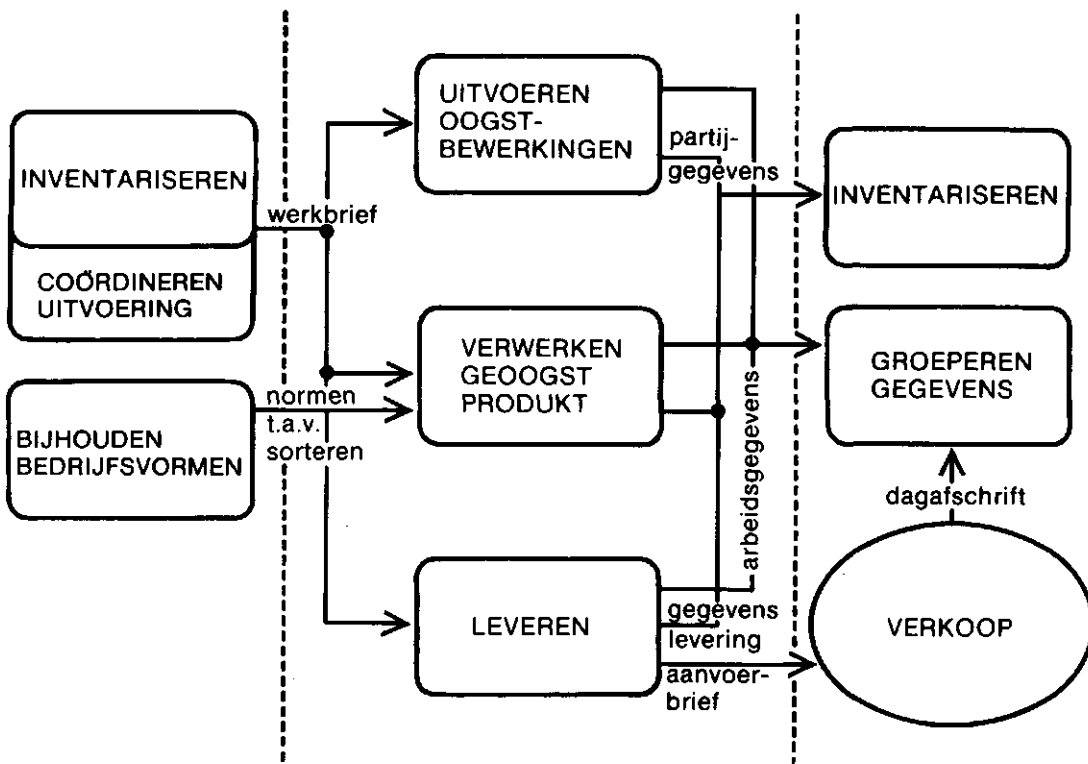 INVENTARISEREN
COÖRDINEREN
UITVOERING
BIJHOUDEN
BEDRIJFSVORMEN
werkbrief
normen
t.a.v.
sorteren
UITVOEREN
OOGST-
BEWERKINGEN
VERWERKEN
GEOOGST
PRODUKT
LEVEREN
partij-
gegevens
arbeidsgegevens
gegevens
levering
aanvoer-
brief
INVENTARISEREN
GROEPEREN
GEGEVENS
dagafschrift
VERKOOP